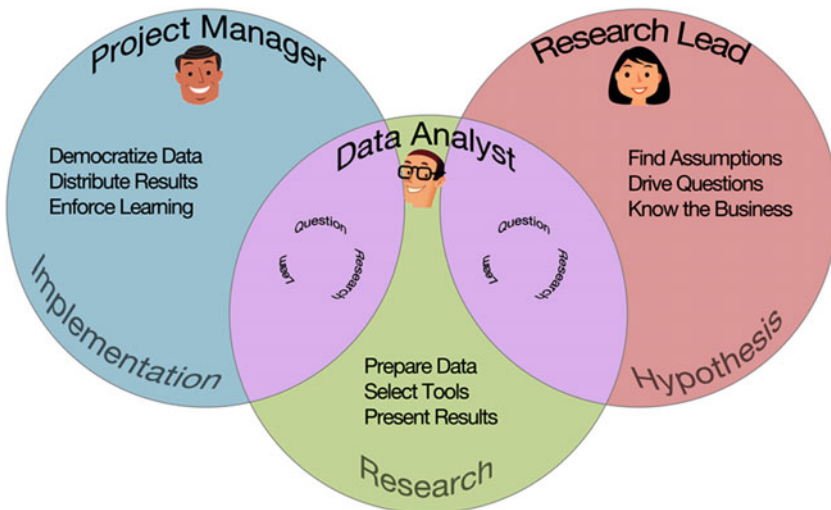 Project Manager
Research Lead
Data Analyst
Democratize Data
Distribute Results
Enforce Learning
Find Assumptions
Drive Questions
Know the Business
Question
Research
Learn
Question
Research
Learn
Implementation
Hypothesis
Prepare Data
Select Tools
Present Results
Research